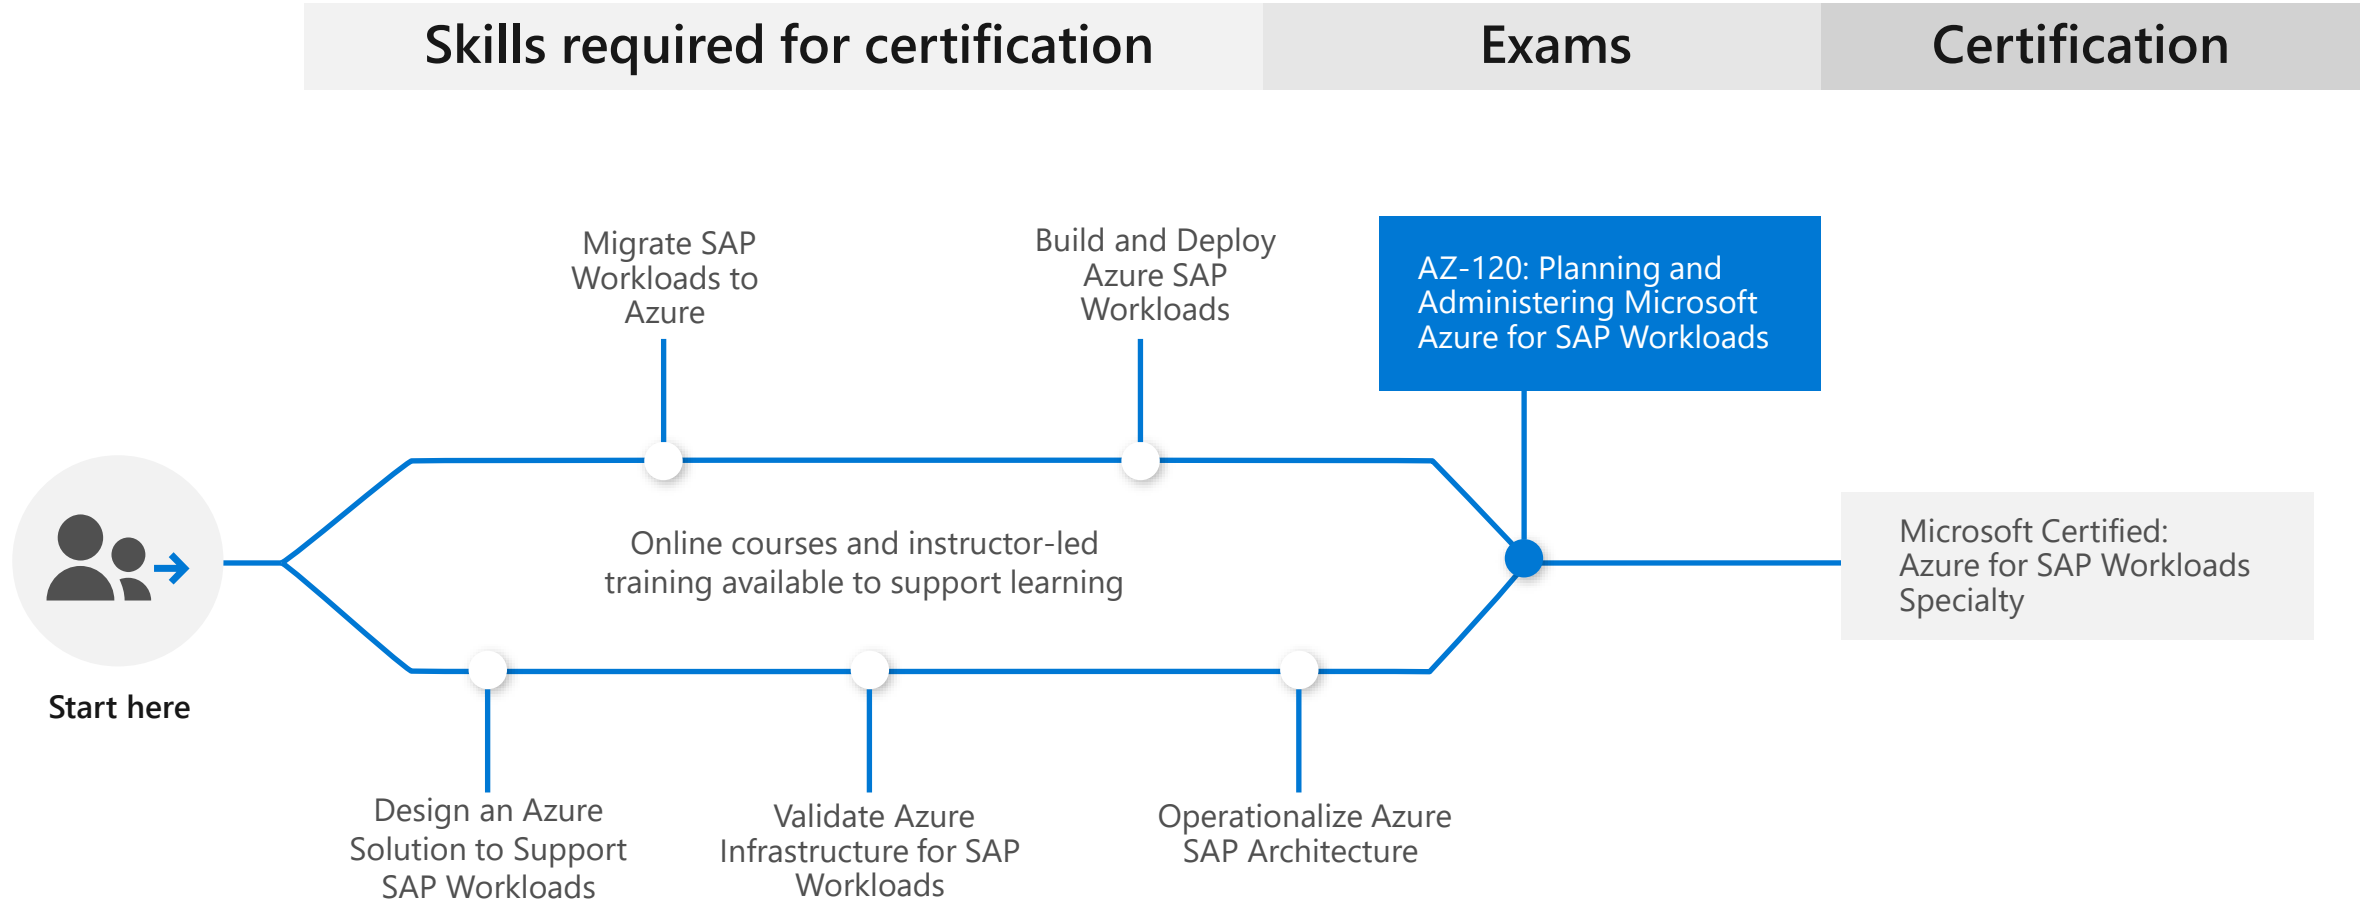 Skills required for certification
Exams
Certification
Migrate SAP
Workloads to
Azure
Build and Deploy
Azure SAP
Workloads
AZ-120: Planning and
Administering Microsoft
Azure for SAP Workloads
Online courses and instructor-led
training available to support learning
Microsoft Certified:
Azure for SAP Workloads
Specialty
Start here
Design an Azure
Solution to Support
SAP Workloads
Validate Azure
Infrastructure for SAP
Workloads
Operationalize Azure
SAP Architecture